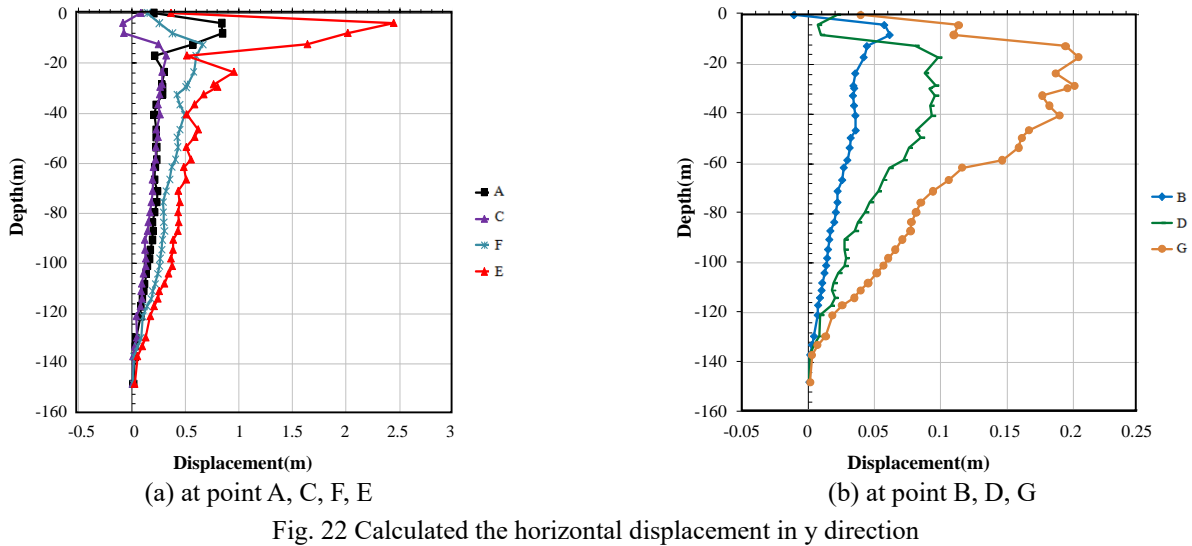 0
-20
-40
-60
-80
-100
-120
-140
-160
Depth(m)
-0.5 0 0.5 1 1.5 2 2.5 3
Displacement(m)
A
C
F
E
(a) at point A, C, F, E
0
-20
-40
-60
-80
-100
-120
-140
-160
Depth(m)
-0.05 0 0.05 0.1 0.15 0.2 0.25
Displacement(m)
B
D
G
(b) at point B, D, G
Fig. 22 Calculated the horizontal displacement in y direction